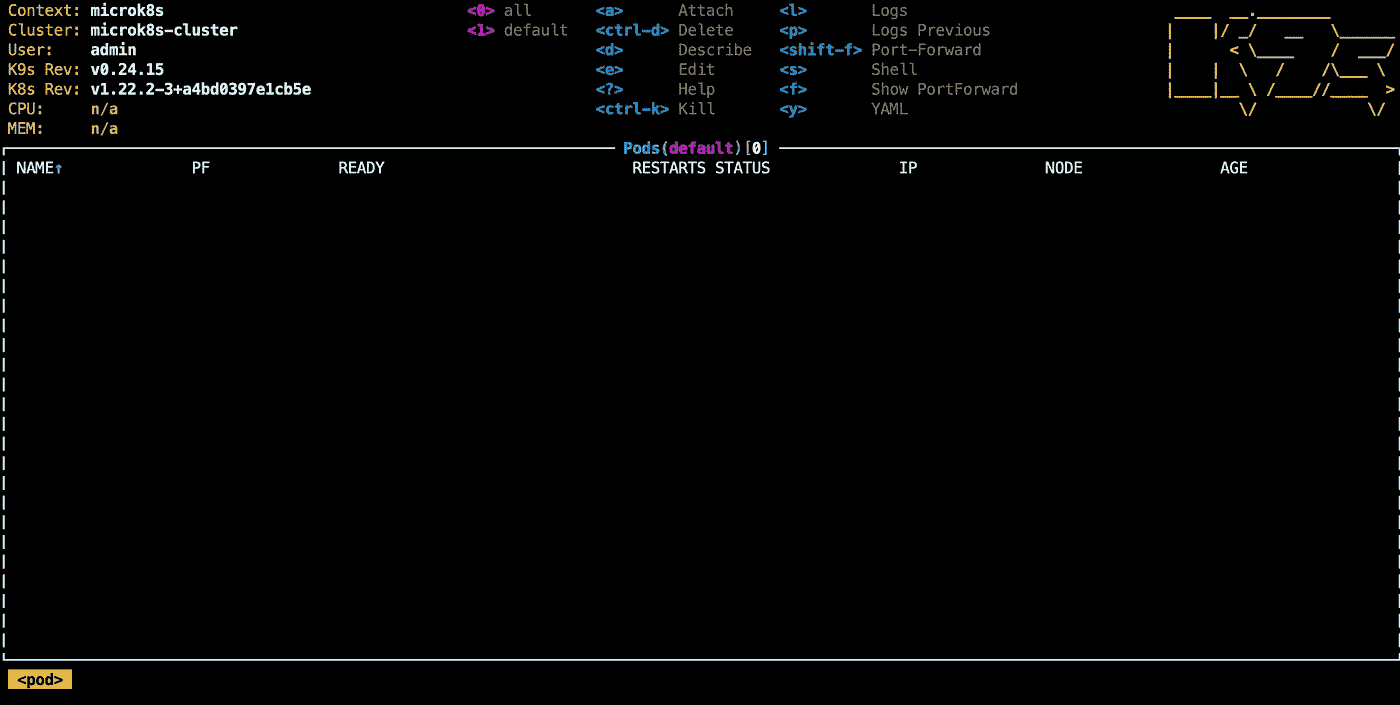 Context: microk8s <0> all <a> Attach <l> Logs
Cluster: microk8s-cluster <1> default <ctrl-d> Delete <p> Logs Previous
User: admin <d> Describe <shift-f> Port-Forward
K9s Rev: v0.24.15 <e> Edit <s> Shell
K8s Rev: v1.22.2-3+a4bd0397e1cb5e <?> Help <f> Show PortForward
CPU: n/a <ctrl-k> Kill <y> YAML
MEM: n/a
Pods(default)[0]
NAME↑ PF READY RESTARTS STATUS IP NODE AGE
<pod>